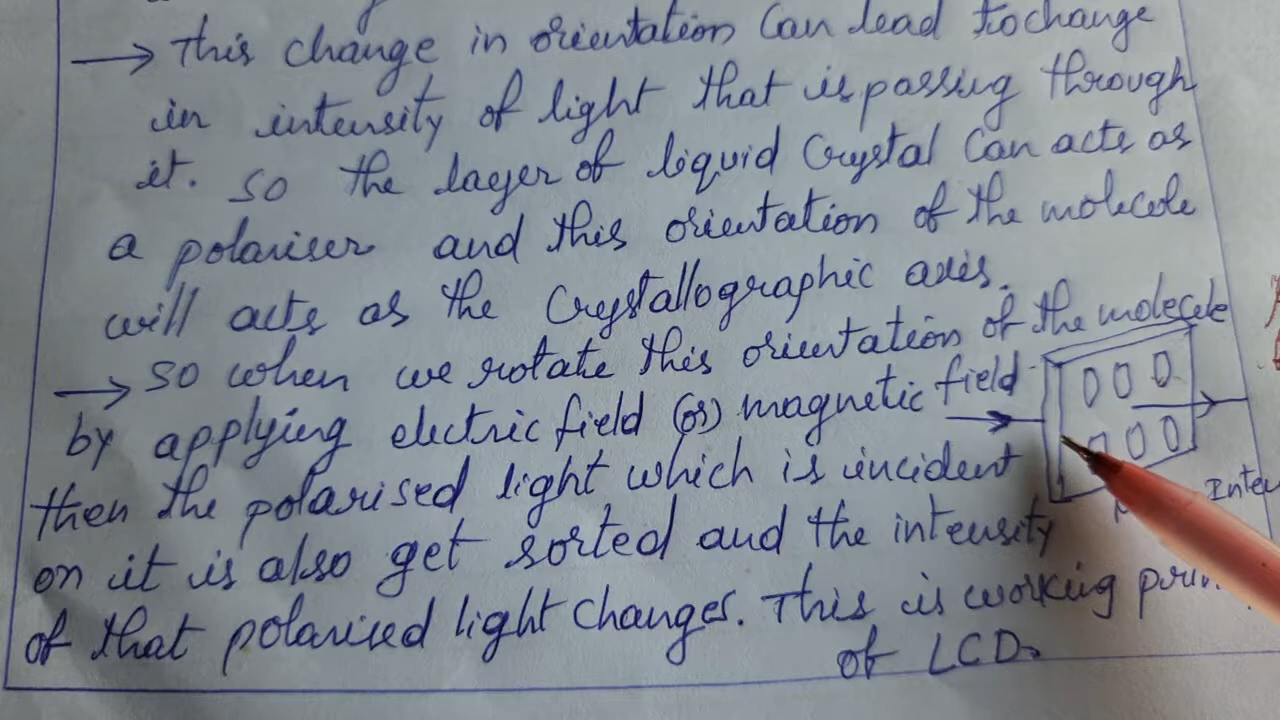 → this change in orientation Can lead to change
in intensity of light that is passing through
it. so the layer of liquid Crystal Can acts as
a polariser and this orientation of the molecule
will acts as the Crystallographic axis.
→ so when we rotate this orientation of the molecule
by applying electric field (or) magnetic field
then the polarised light which is incident
on it is also get sorted and the intensity
of that polarised light Changes. This is working
of LCD.